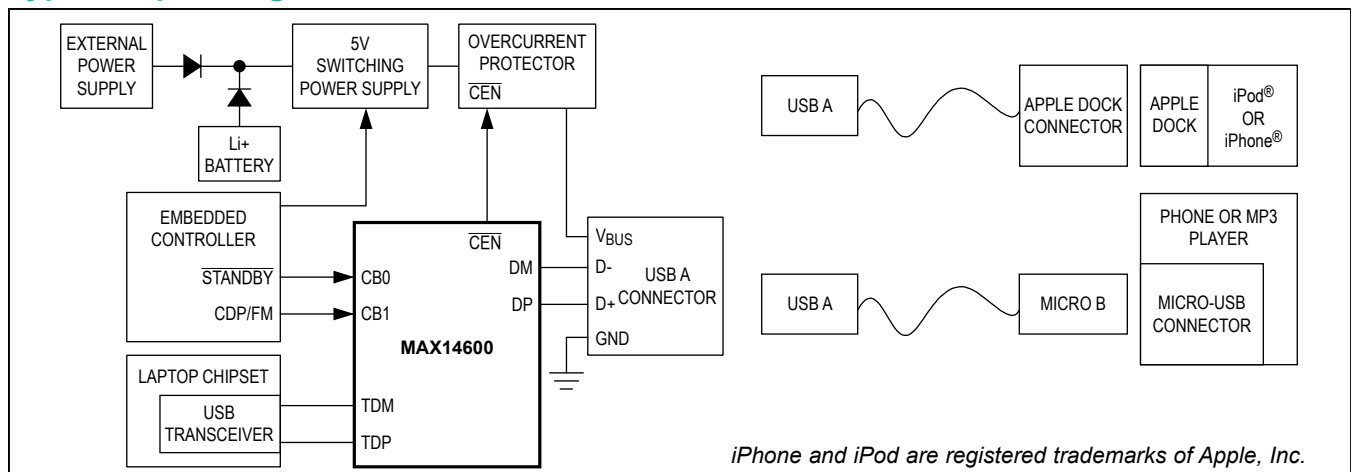 EXTERNAL
POWER
SUPPLY
5V
SWITCHING
POWER SUPPLY
OVERCURRENT
PROTECTOR
CEN
Li+
BATTERY
EMBEDDED
CONTROLLER
STANDBY
CDP/FM
LAPTOP CHIPSET
USB
TRANSCEIVER
CEN
CB0
CB1
DM
DP
MAX14600
TDM
TDP
VBUS
D-
D+
GND
USB A
CONNECTOR
USB A
APPLE DOCK
CONNECTOR
APPLE
DOCK
iPod®
OR
iPhone®
USB A
MICRO B
PHONE OR MP3
PLAYER
MICRO-USB
CONNECTOR
iPhone and iPod are registered trademarks of Apple, Inc.